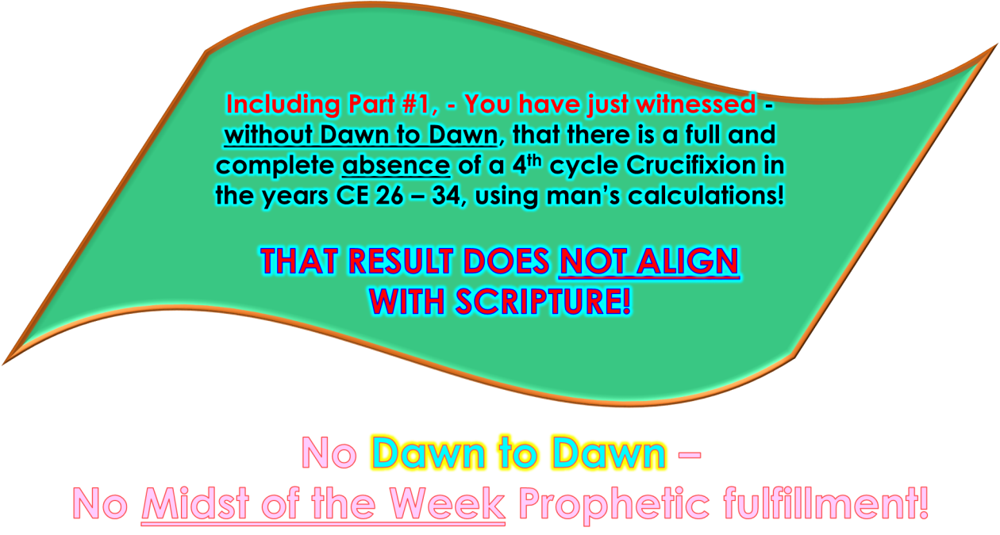 Including Part #1, - You have just witnessed -
without Dawn to Dawn, that there is a full and
complete absence of a 4th cycle Crucifixion in
the years CE 26 – 34, using man’s calculations!
THAT RESULT DOES NOT ALIGN
WITH SCRIPTURE!
No Dawn to Dawn –
No Midst of the Week Prophetic fulfillment!